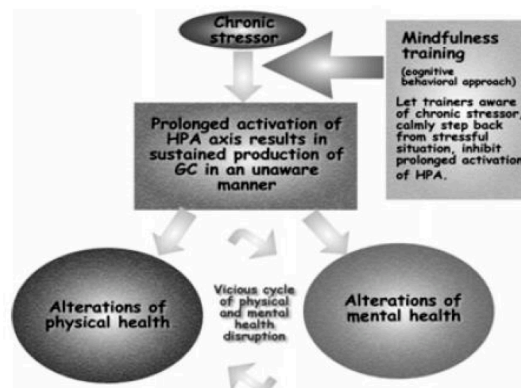 Chronic
stressor
Mindfulness
training
(cognitive
behavioral approach)
Let trainers aware
of chronic stressor,
calmly step back
from stressful
situation, inhibit
prolonged activation
of HPA.
Prolonged activation of
HPA axis results in
sustained production of
GC in an unaware
manner
Alterations of
physical health
Vicious cycle
of physical
and mental
health
disruption
Alterations of
mental health